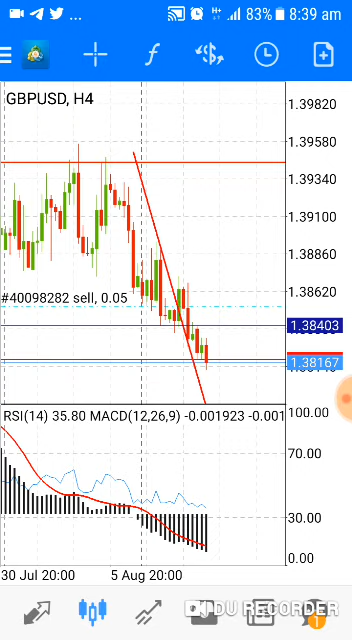 ... 83% 8:39 am
GBPUSD, H4
1.39820
1.39580
1.39340
1.39100
1.38860
1.38620
#40098282 sell, 0.05
1.38403
1.38167
RSI(14) 35.80 MACD(12,26,9) -0.001923 -0.001
100.00
70.00
30.00
0.00
30 Jul 20:00
5 Aug 20:00
DU RECORDER
1